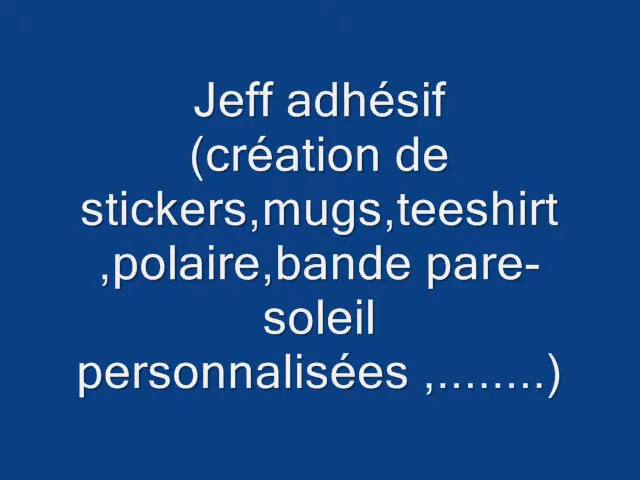 Jeff adhésif
(création de
stickers,mugs,teeshirt
,polaire,bande pare-
soleil
personnalisées ,........)